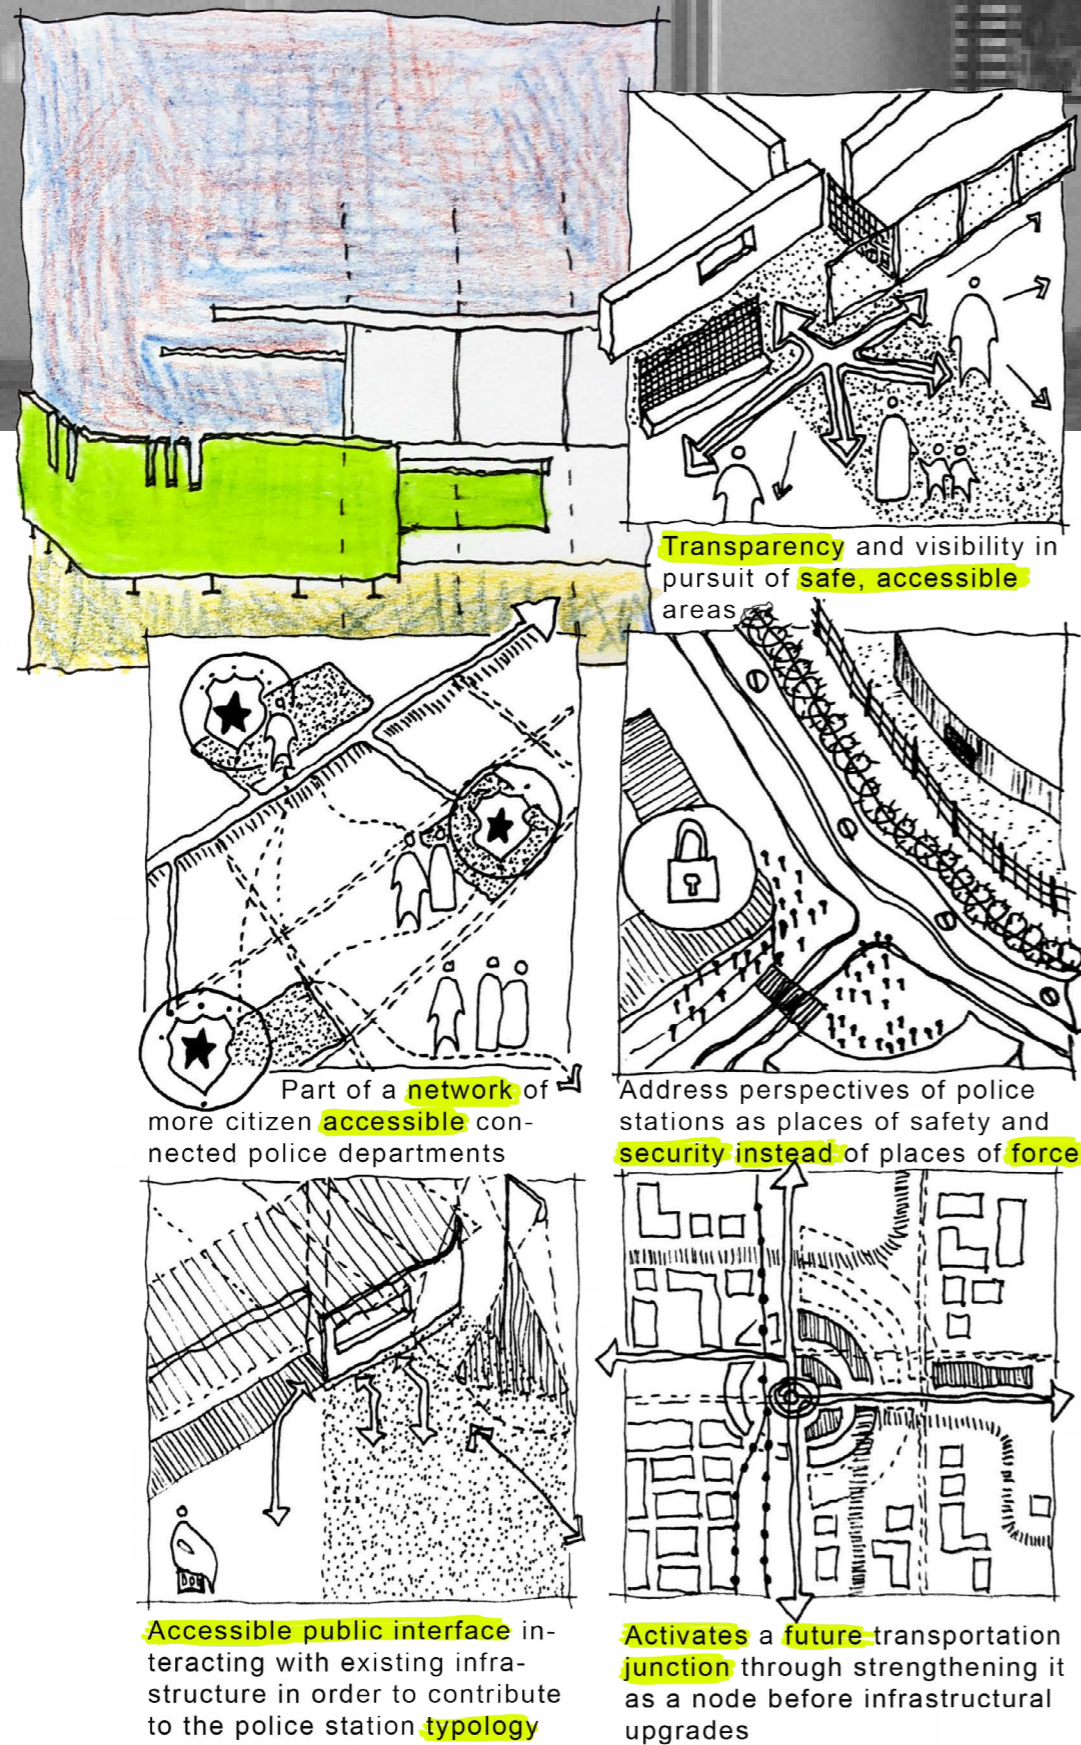 Transparency and visibility in
pursuit of safe, accessible
areas
Part of a network of
more citizen accessible con-
nected police departments
Address perspectives of police
stations as places of safety and
security instead of places of force
Accessible public interface in-
teracting with existing infra-
structure in order to contribute
to the police station typology
Activates a future transportation
junction through strengthening it
as a node before infrastructural
upgrades